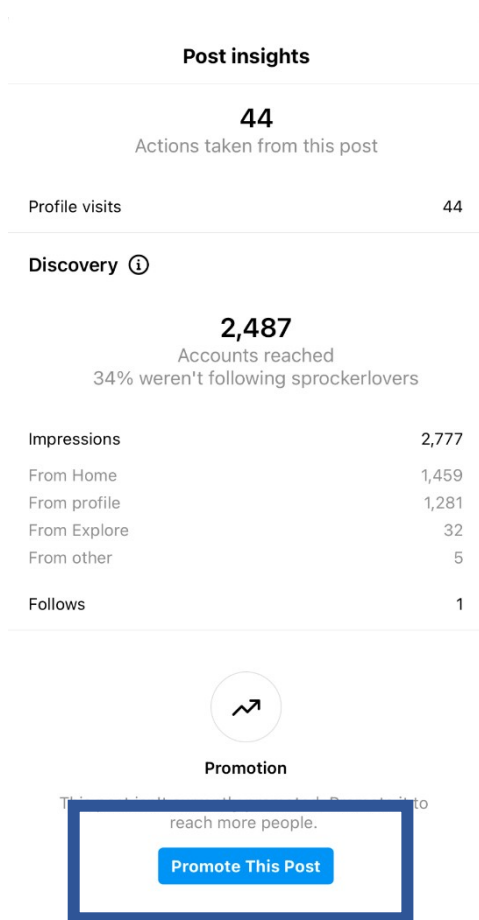 Post insights
44
Actions taken from this post
Profile visits 44
Discovery
2,487
Accounts reached
34% weren't following sprockerlovers
Impressions 2,777
From Home 1,459
From profile 1,281
From Explore 32
From other 5
Follows 1
Promotion
to
reach more people.
Promote This Post